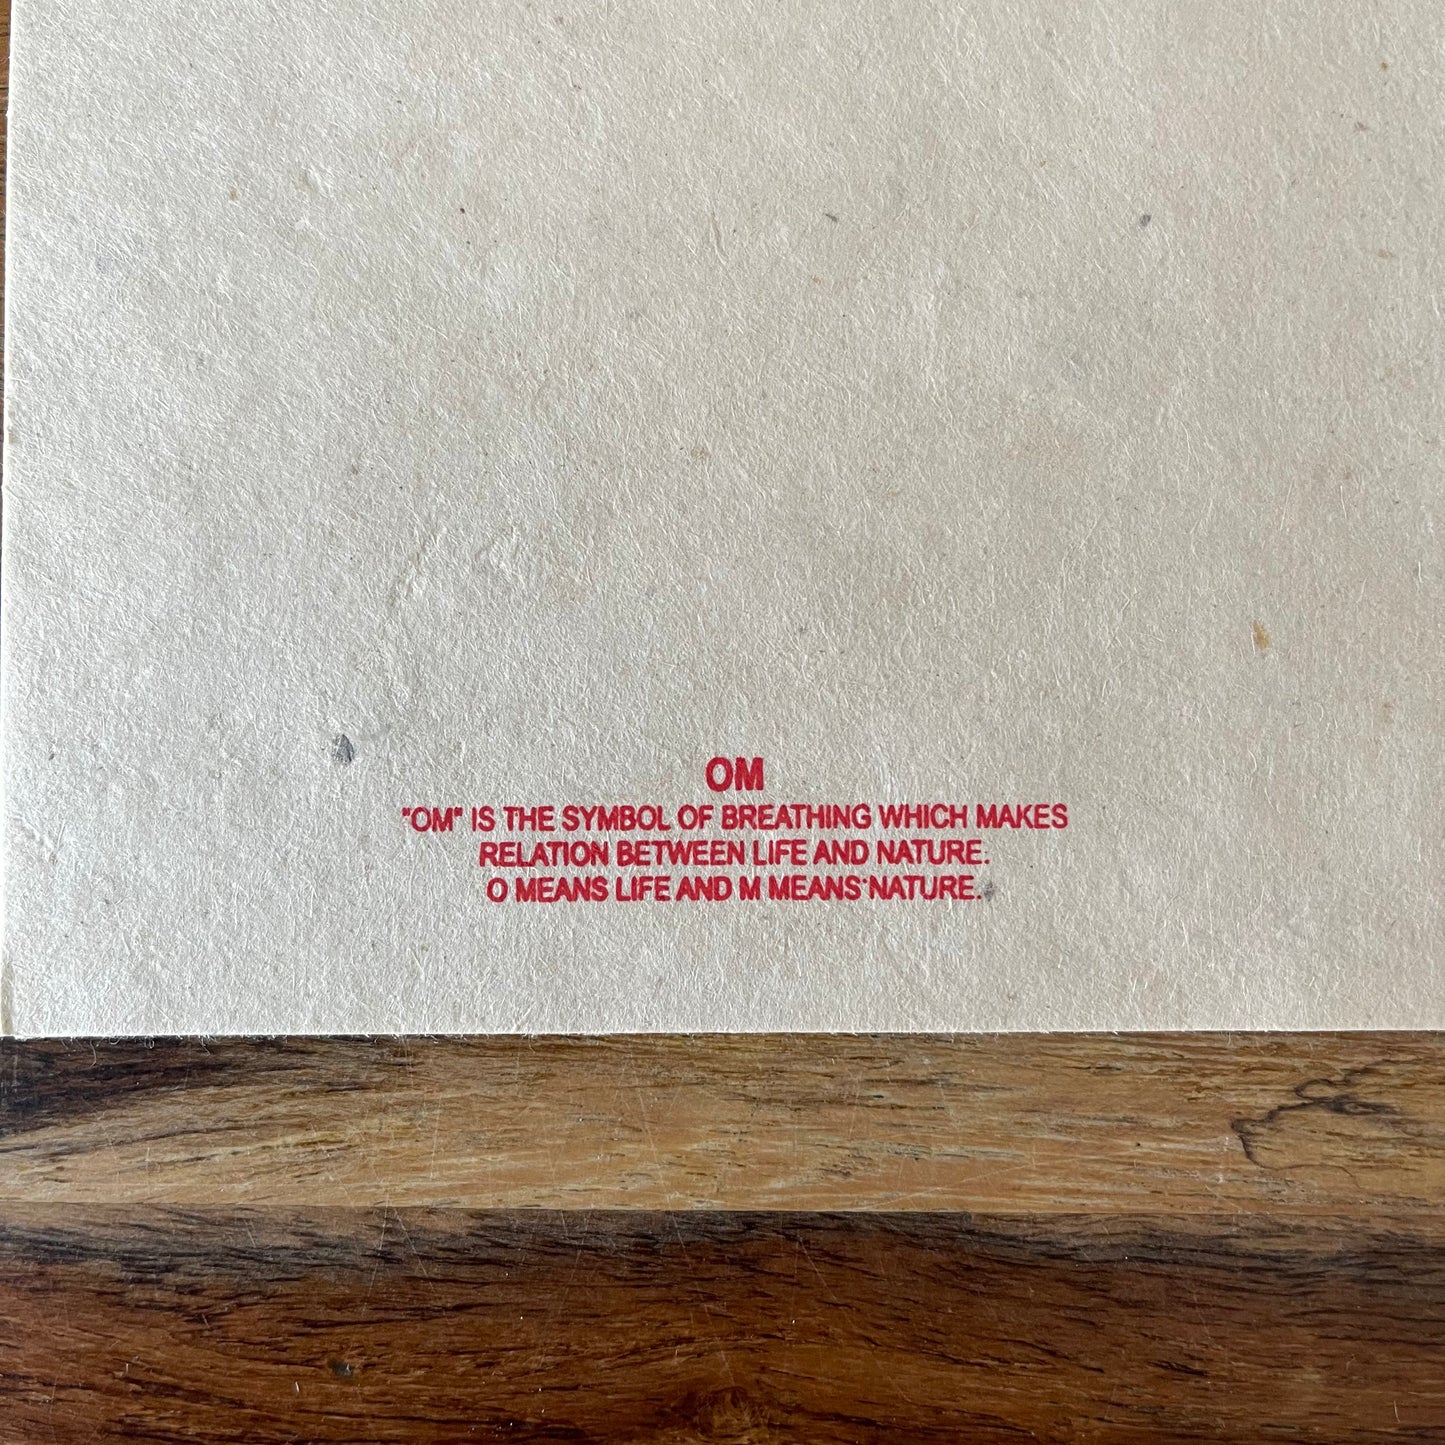 OM
"OM" IS THE SYMBOL OF BREATHING WHICH MAKES
RELATION BETWEEN LIFE AND NATURE.
O MEANS LIFE AND M MEANS NATURE.